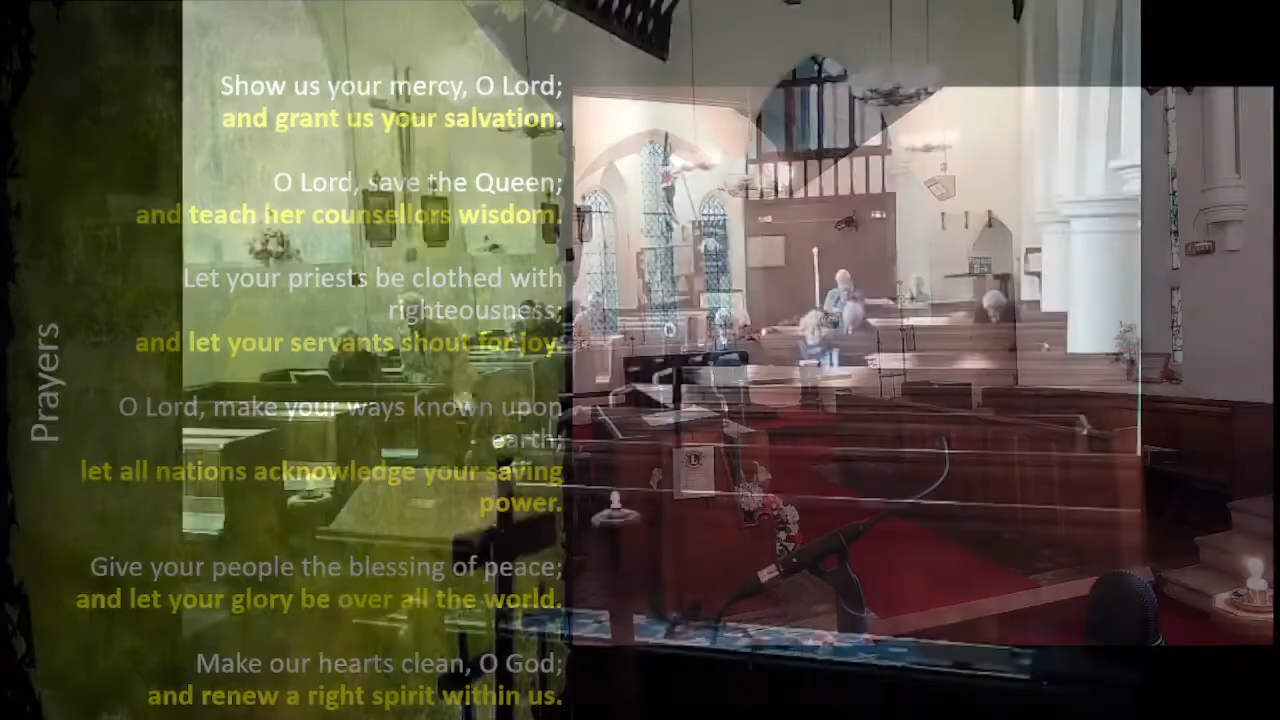 Prayers
Show us your mercy, O Lord;
and grant us your salvation.
O Lord, save the Queen;
and teach her counsellors wisdom.
Let your priests be clothed with
righteousness;
and let your servants shout for joy.
O Lord, make your ways known upon
earth;
let all nations acknowledge your saving
power.
Give your people the blessing of peace;
and let your glory be over all the world.
Make our hearts clean, O God;
and renew a right spirit within us.